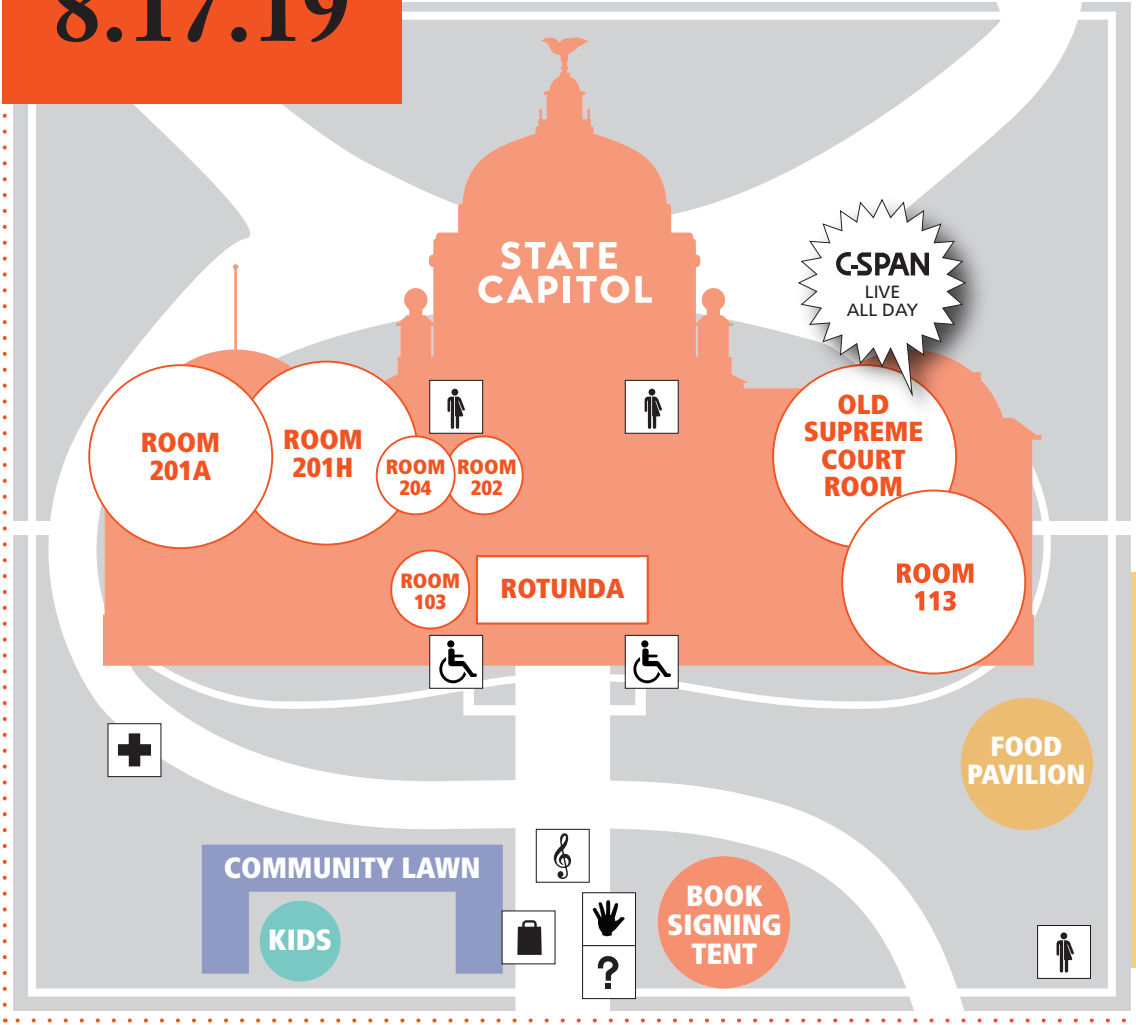 8.17.19
STATE
CAPITOL
C-SPAN
LIVE
ALL DAY
ROOM
201A
ROOM
201H
ROOM
204
ROOM
202
OLD
SUPREME
COURT
ROOM
ROOM
103
ROTUNDA
ROOM
113
FOOD
PAVILION
COMMUNITY LAWN
KIDS
BOOK
SIGNING
TENT
?